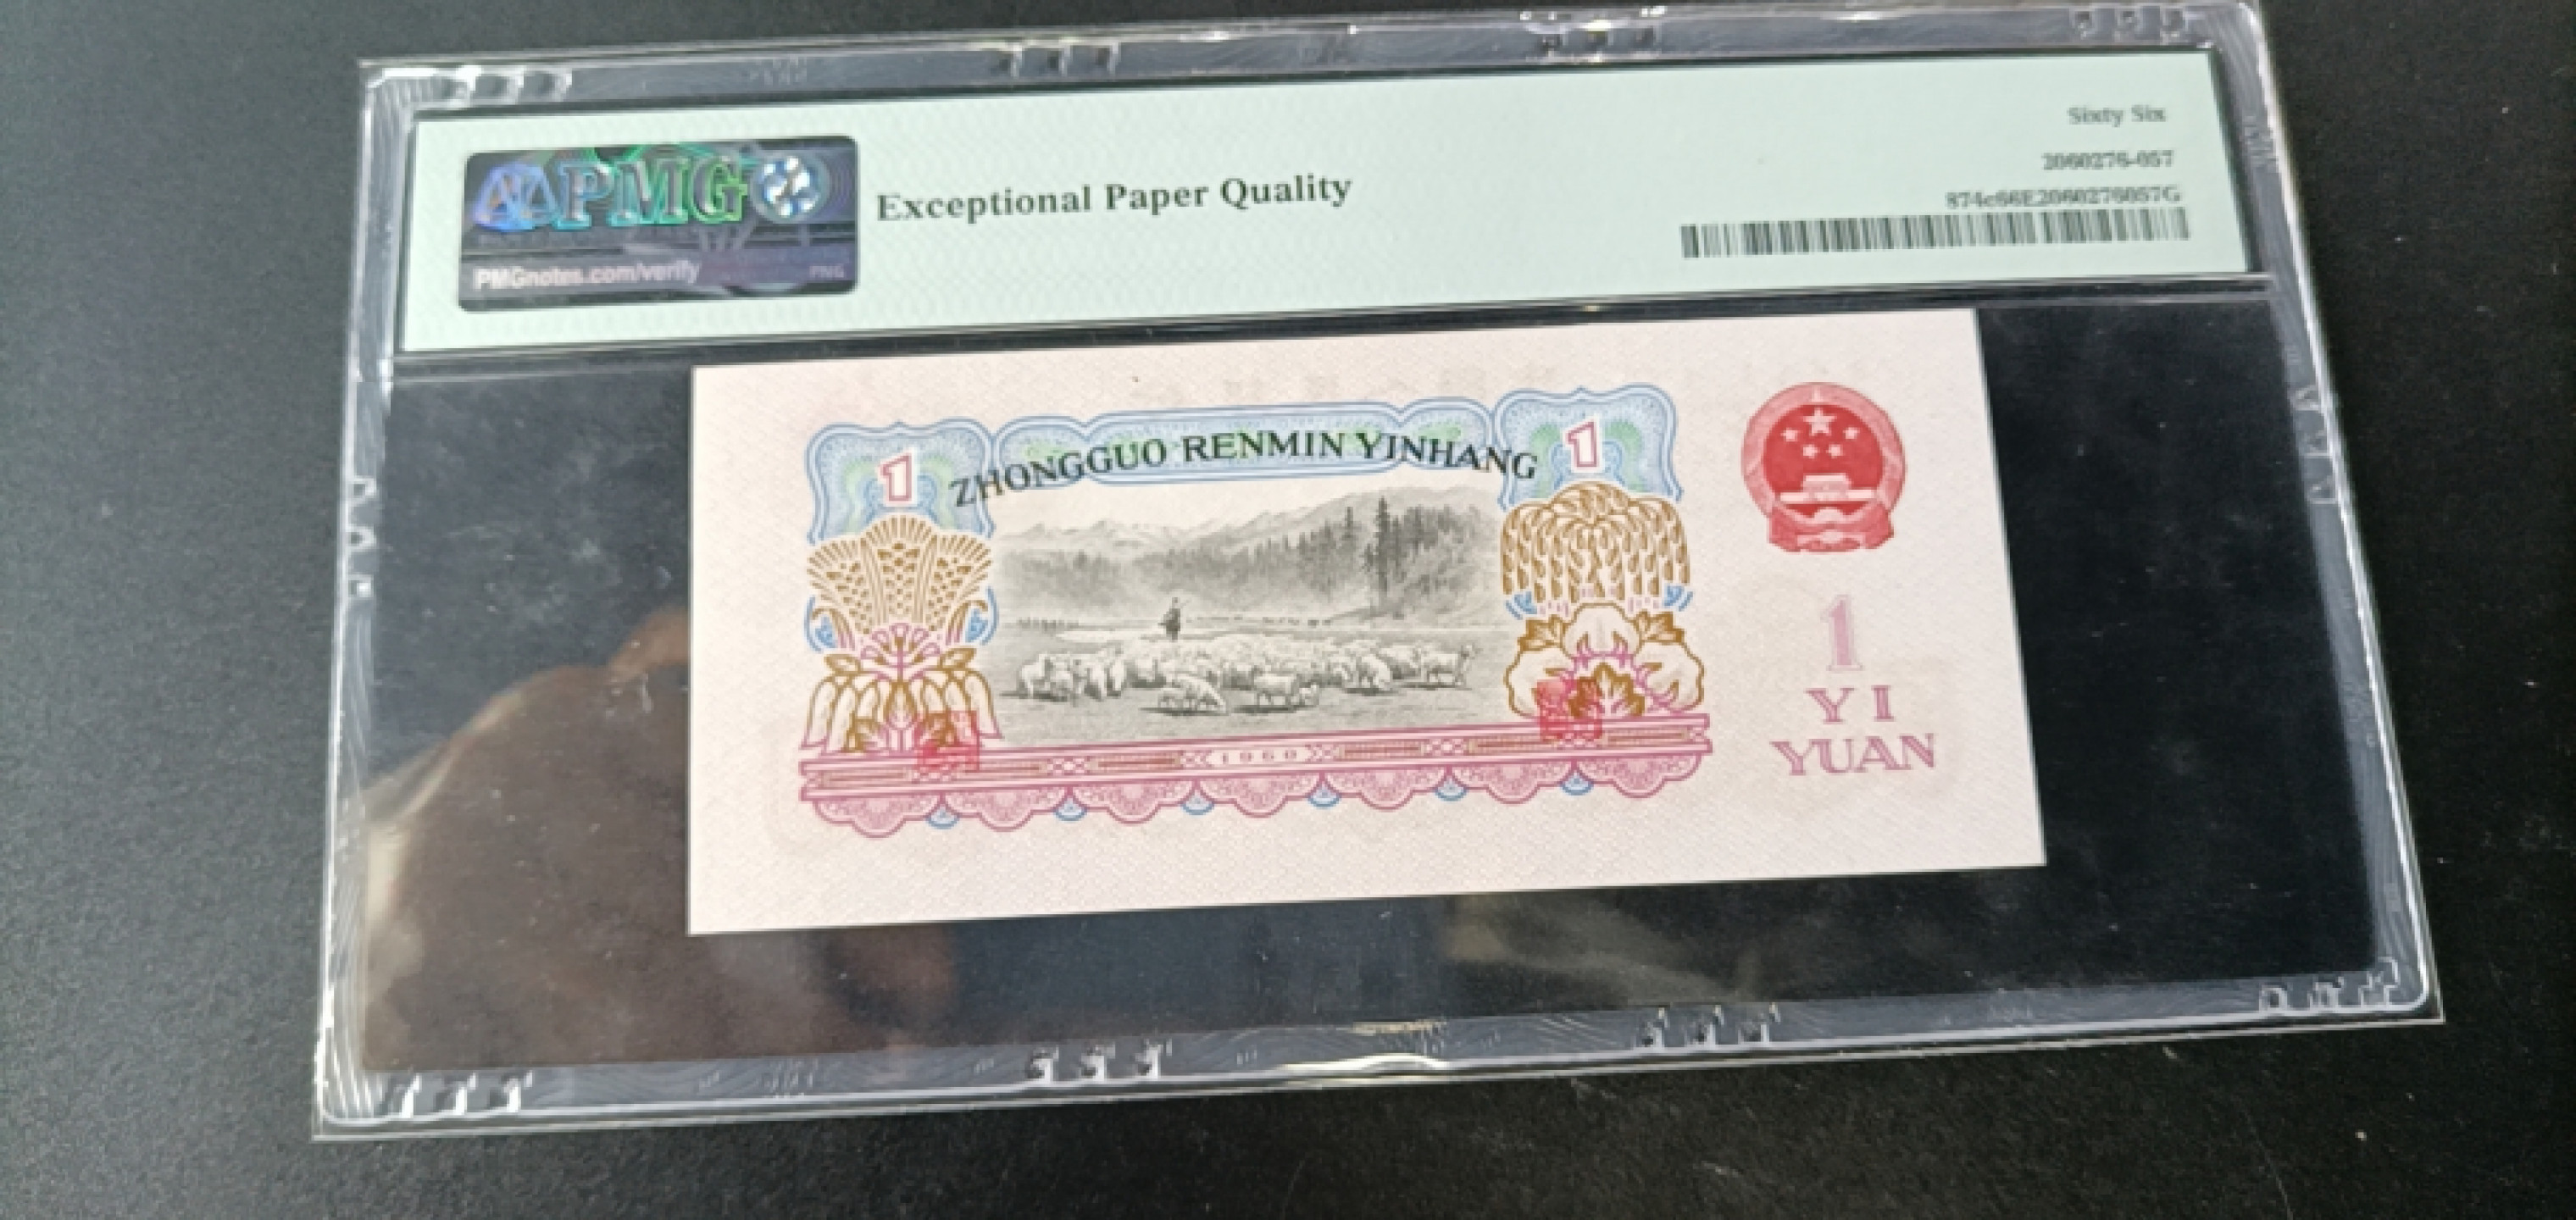 PMG
PMGnotes.com/verify
PNG
Exceptional Paper Quality
Sixty Six
2060276-057
874c66E2060276057G
1
ZHONGGUO RENMIN YINHANG
1
1960
1
YI
YUAN